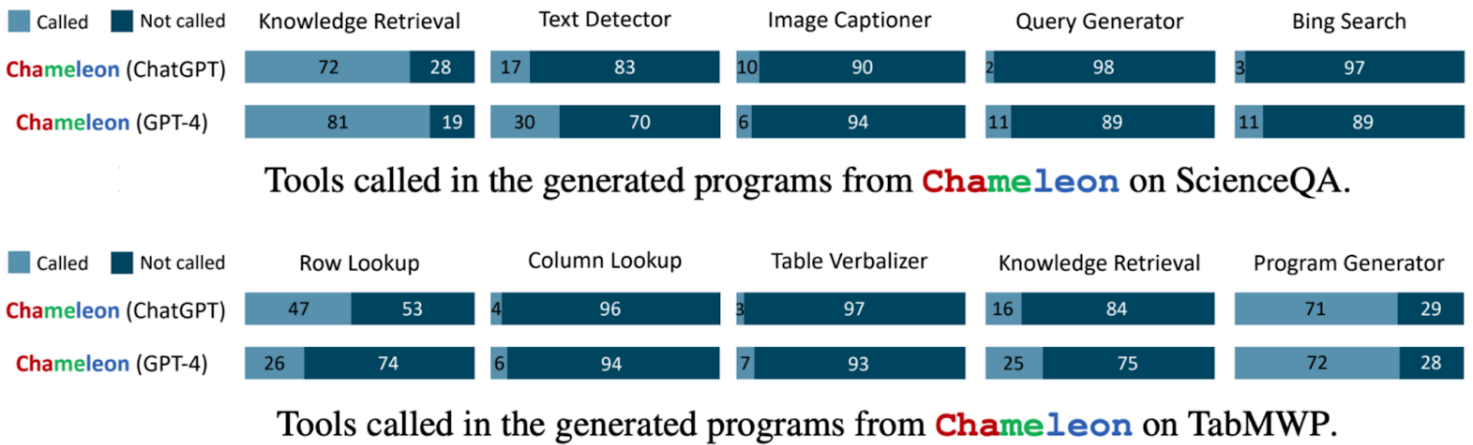 Called Not called Knowledge Retrieval Text Detector Image Captioner Query Generator Bing Search
Chameleon (ChatGPT) 72 28 17 83 10 90 2 98 3 97
Chameleon (GPT-4) 81 19 30 70 6 94 11 89 11 89
Tools called in the generated programs from Chameleon on ScienceQA.
Called Not called Row Lookup Column Lookup Table Verbalizer Knowledge Retrieval Program Generator
Chameleon (ChatGPT) 47 53 4 96 3 97 16 84 71 29
Chameleon (GPT-4) 26 74 6 94 7 93 25 75 72 28
Tools called in the generated programs from Chameleon on TabMWP.